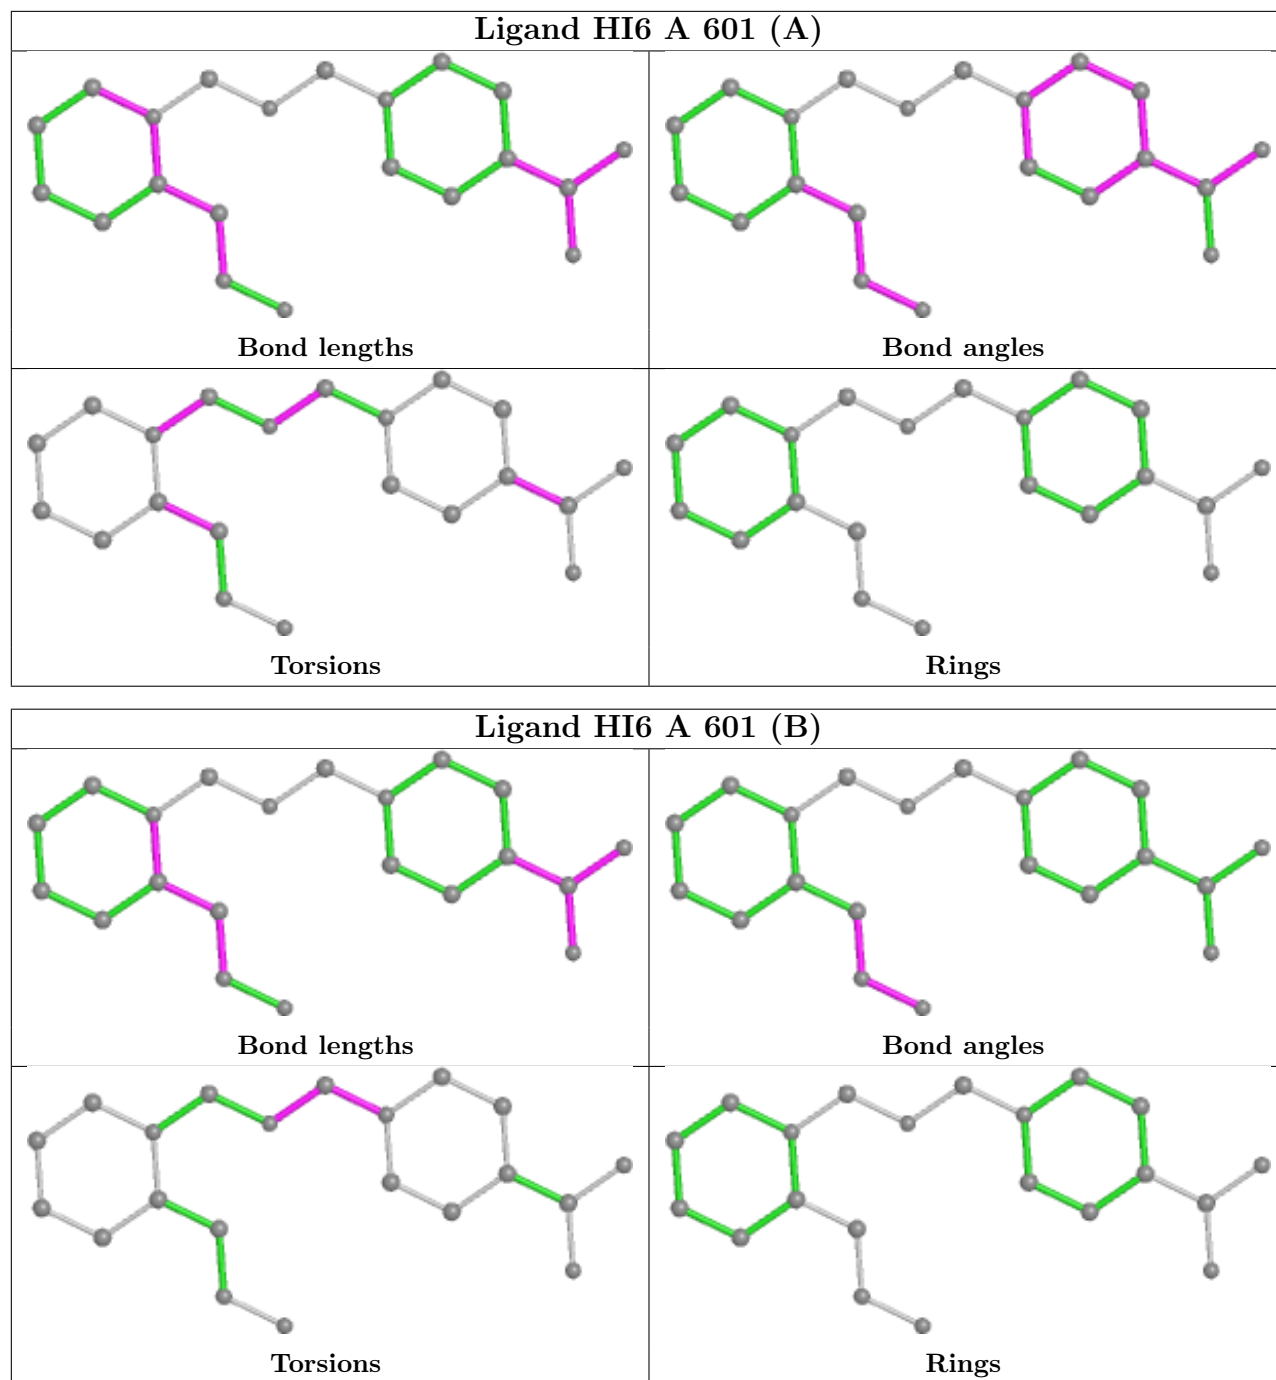 Ligand HI6 A 601 (A)
Bond lengths
Bond angles
Torsions
Rings
Ligand HI6 A 601 (B)
Bond lengths
Bond angles
Torsions
Rings